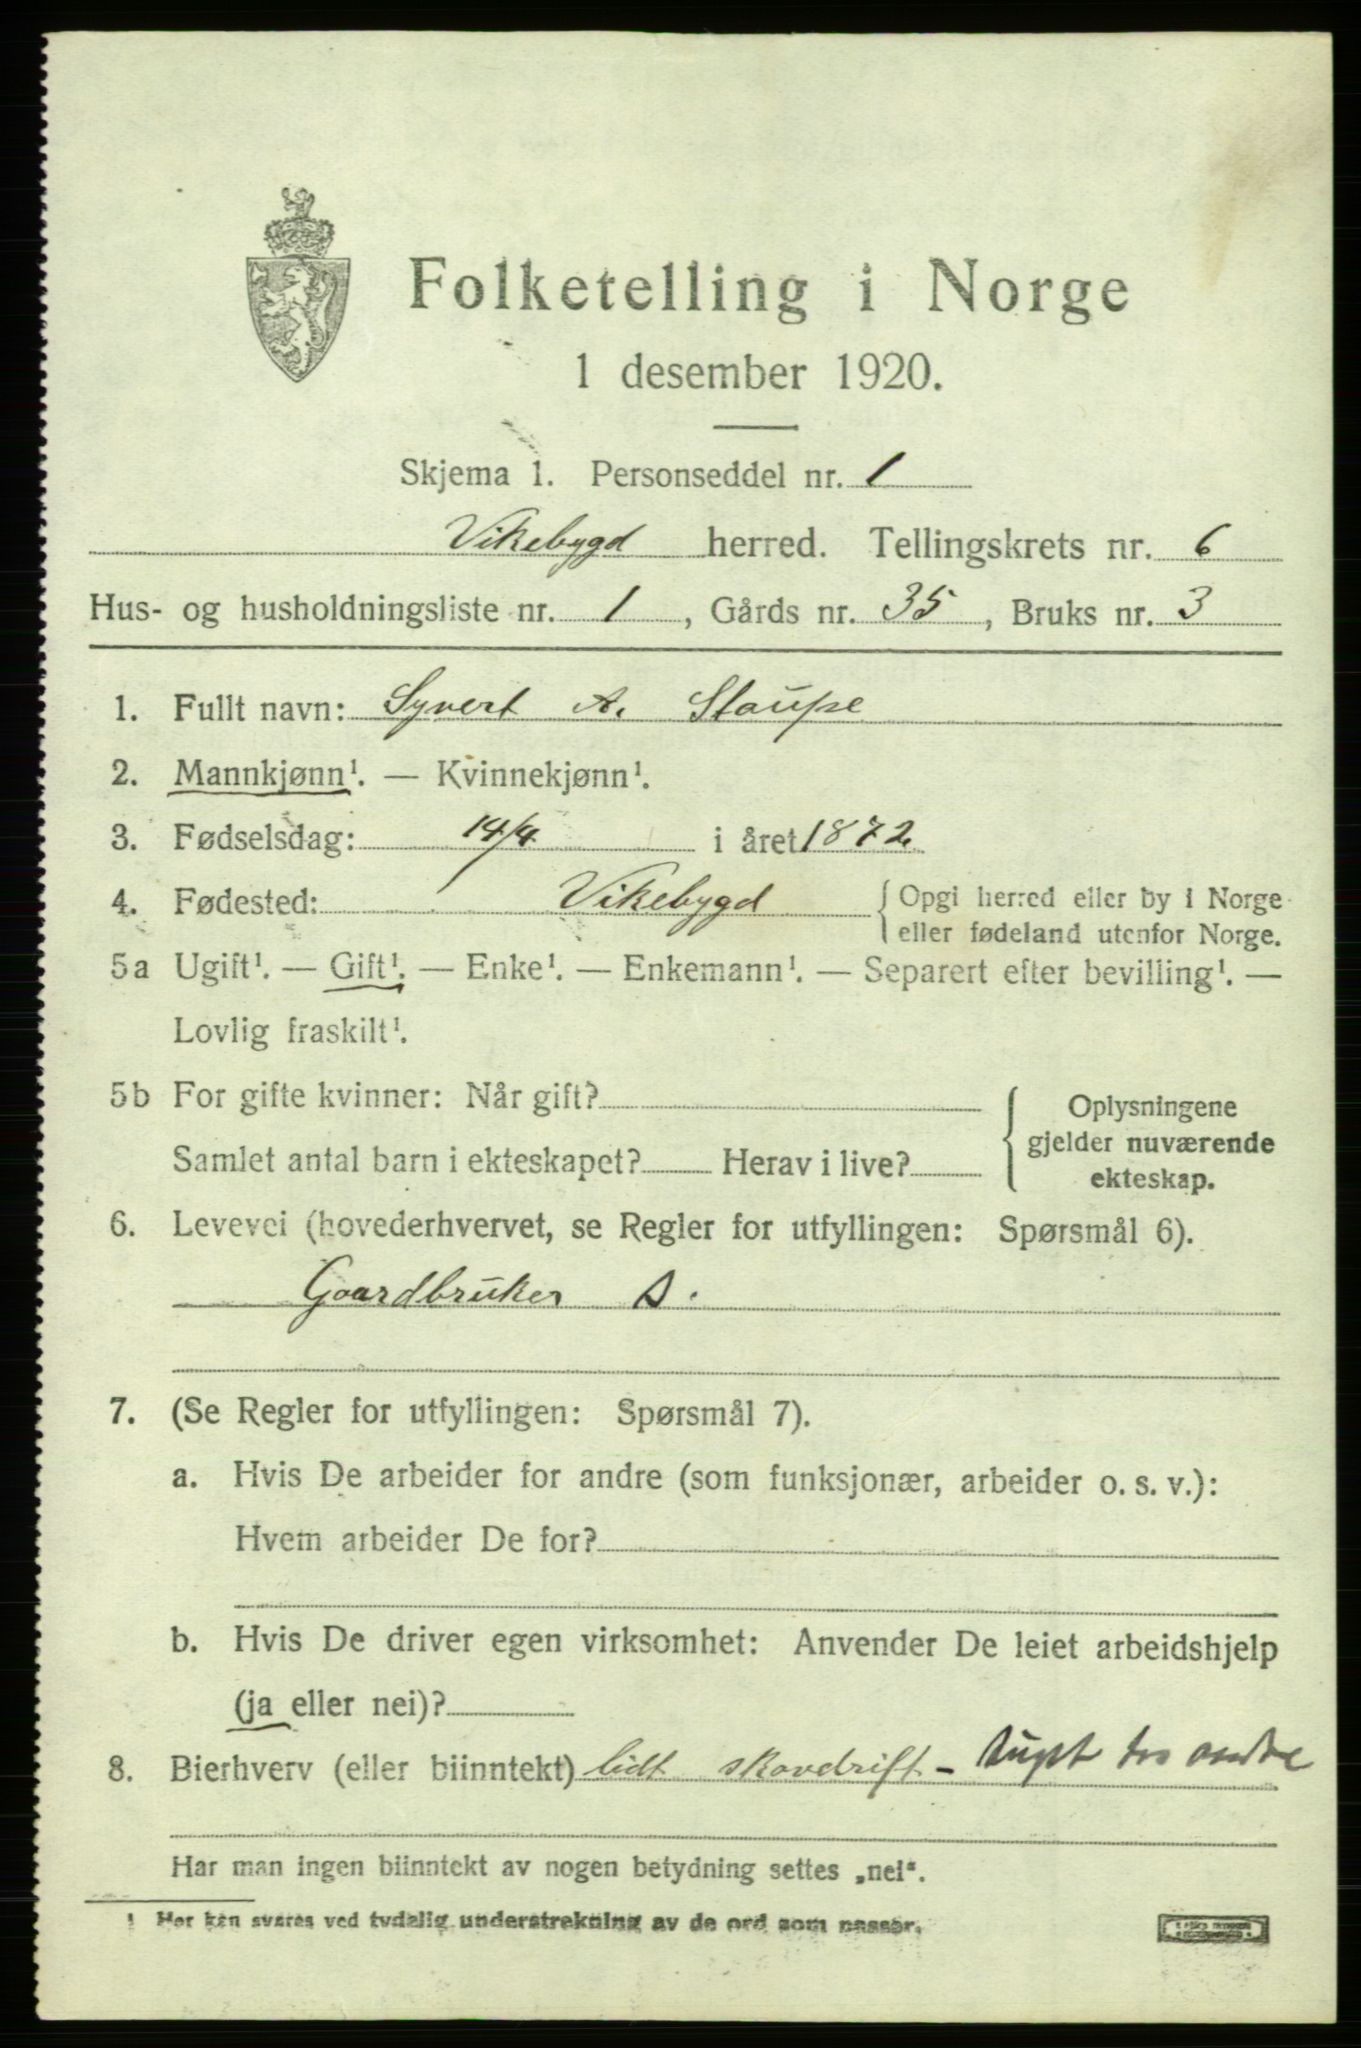 Folketelling i Norge
1 desember 1920.
Skjema 1. Personseddel nr. 1
Vikebygd herred. Tellingskrets nr. 6
Hus- og husholdningsliste nr. 1, Gårds nr. 35, Bruks nr. 3
1. Fullt navn: Syvert A. Staupe
2. Mannkjønn¹. — Kvinnekjønn¹.
3. Fødselsdag: 14/4. i året 1872.
4. Fødested: Vikebygd { Opgi herred eller by i Norge
eller fødeland utenfor Norge.
5a Ugift¹. — Gift¹. — Enke¹. — Enkemann¹. — Separert efter bevilling¹. —
Lovlig fraskilt¹.
5b For gifte kvinner: Når gift?
Samlet antal barn i ekteskapet? Herav i live?
{ Oplysningene
gjelder nuværende
ekteskap.
6. Levevei (hovederhvervet, se Regler for utfyllingen: Spørsmål 6).
Gaardbruker S.
7. (Se Regler for utfyllingen: Spørsmål 7).
a. Hvis De arbeider for andre (som funksjonær, arbeider o. s. v.):
Hvem arbeider De for?
b. Hvis De driver egen virksomhet: Anvender De leiet arbeidshjelp
(ja eller nei)?
8. Bierhverv (eller biinntekt) lidt skovdrift -
Har man ingen biinntekt av nogen betydning settes „nei“.
¹ Her kan svares ved tydelig understrekning av de ord som passer.